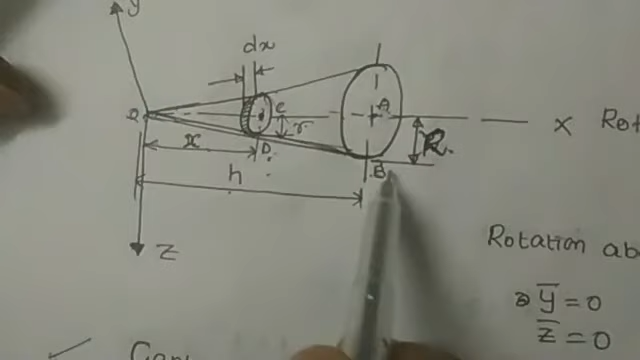 y
dx
O
C
A
x Rot
r
R.
x
D
B
h
z
Rotation ab
ȳ = 0
z̄ = 0